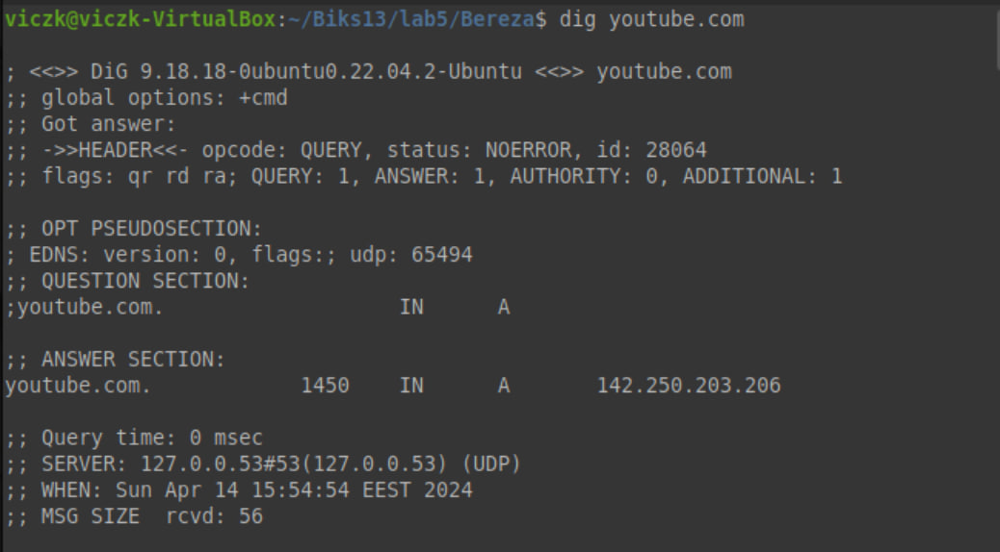 viczk@viczk-VirtualBox:~/Biks13/lab5/Bereza$ dig youtube.com
; <<>> DiG 9.18.18-0ubuntu0.22.04.2-Ubuntu <<>> youtube.com
;; global options: +cmd
;; Got answer:
;; ->>HEADER<<- opcode: QUERY, status: NOERROR, id: 28064
;; flags: qr rd ra; QUERY: 1, ANSWER: 1, AUTHORITY: 0, ADDITIONAL: 1
;; OPT PSEUDOSECTION:
; EDNS: version: 0, flags:; udp: 65494
;; QUESTION SECTION:
;youtube.com. IN A
;; ANSWER SECTION:
youtube.com. 1450 IN A 142.250.203.206
;; Query time: 0 msec
;; SERVER: 127.0.0.53#53(127.0.0.53) (UDP)
;; WHEN: Sun Apr 14 15:54:54 EEST 2024
;; MSG SIZE  rcvd: 56